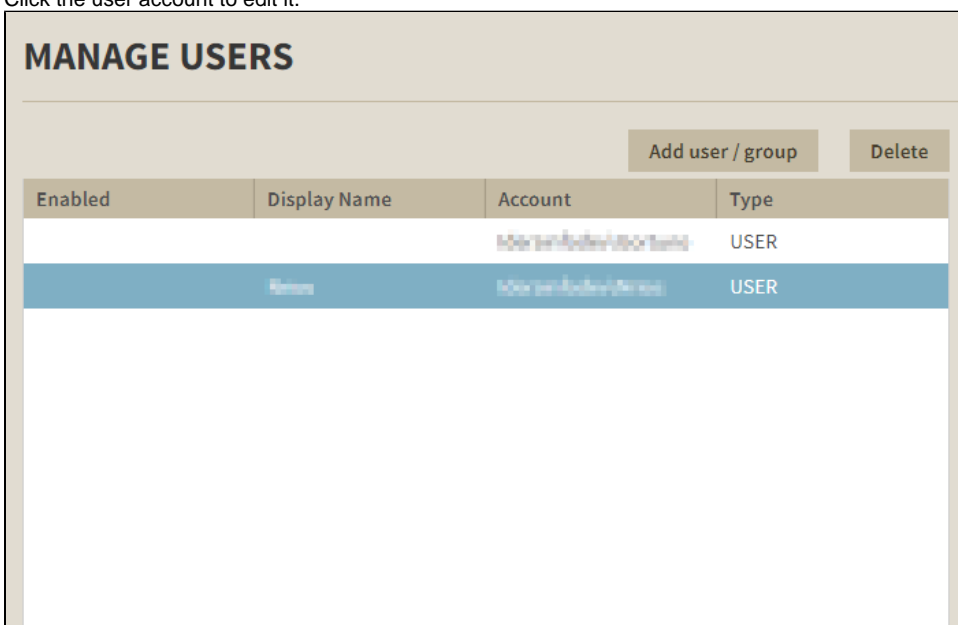 Click the user account to edit it.
MANAGE USERS
Add user / group Delete
Enabled Display Name Account Type
USER
USER